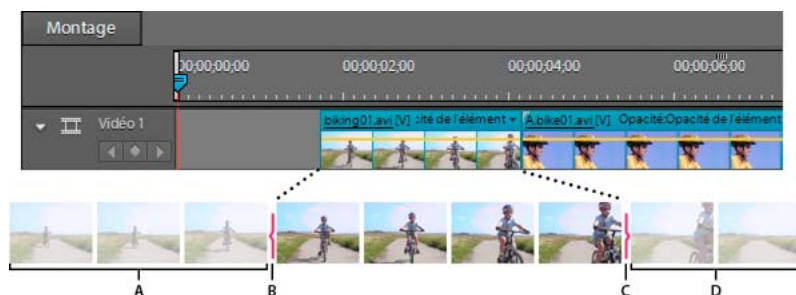 Montage
00;00;00;00 00;00;02;00 00;00;04;00 00;00;06;00
Vidéo 1
biking01.avi [V] :ité de l'élément A.bike01.avi [V] Opacité:Opacité de l'élément
A B C D